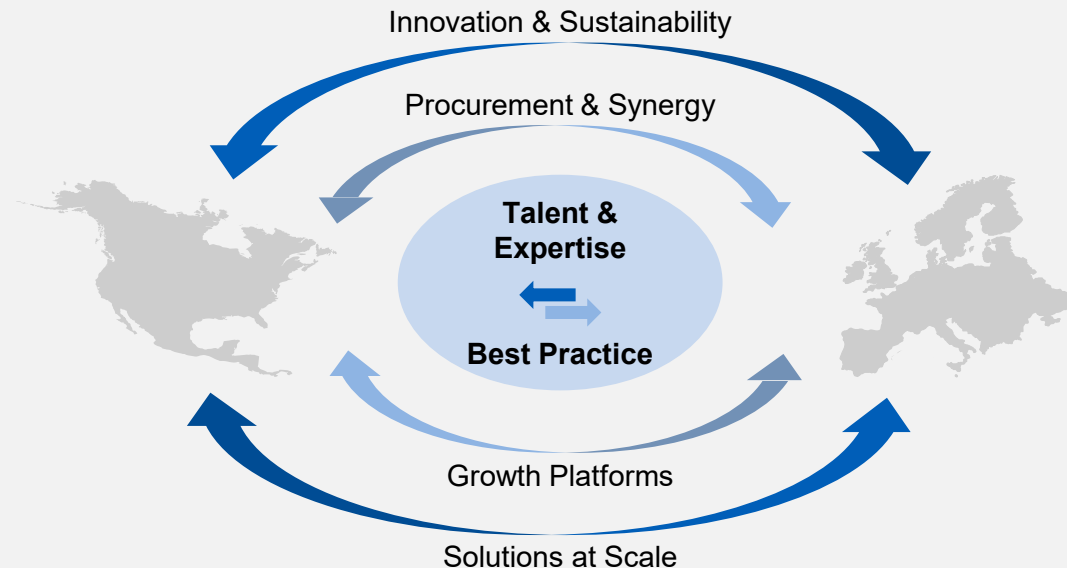 Innovation & Sustainability
Procurement & Synergy
Talent &
Expertise
Best Practice
Growth Platforms
Solutions at Scale